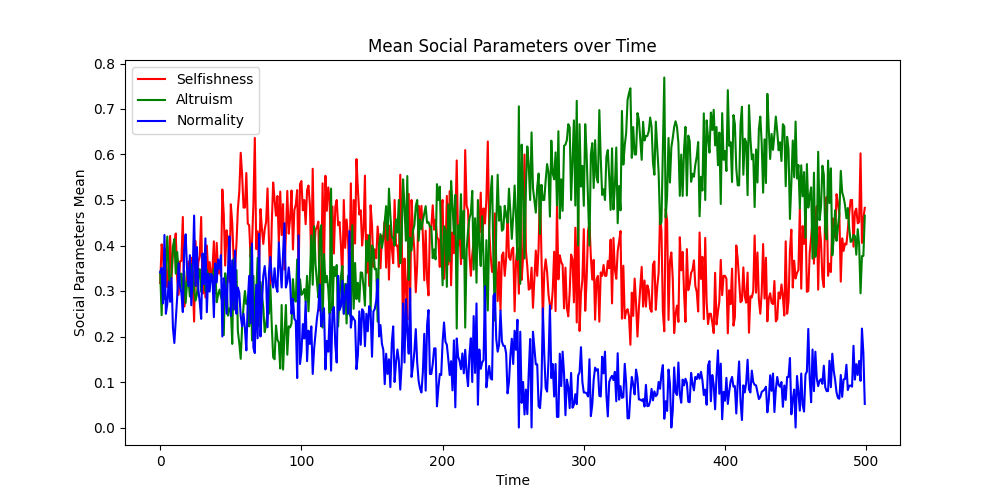 Mean Social Parameters over Time
Selfishness
Altruism
Normality
Social Parameters Mean
0.8
0.7
0.6
0.5
0.4
0.3
0.2
0.1
0.0
0 100 200 300 400 500
Time